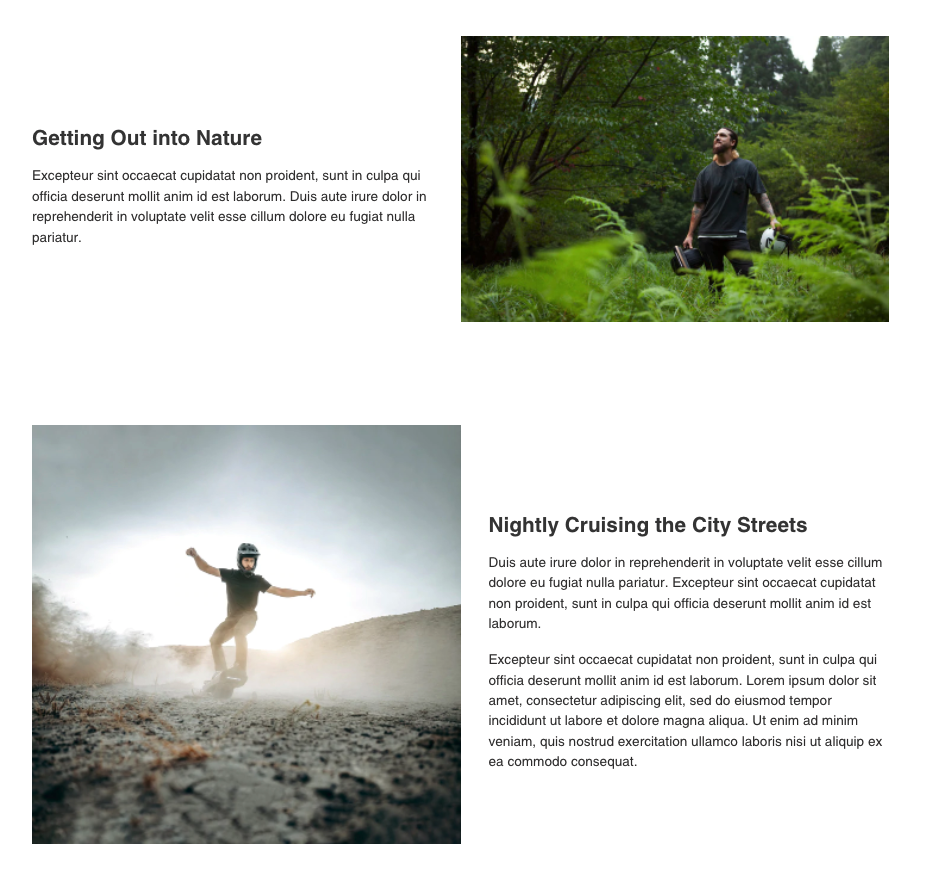 Getting Out into Nature
Excepteur sint occaecat cupidatat non proident, sunt in culpa qui
officia deserunt mollit anim id est laborum. Duis aute irure dolor in
reprehenderit in voluptate velit esse cillum dolore eu fugiat nulla
pariatur.
Nightly Cruising the City Streets
Duis aute irure dolor in reprehenderit in voluptate velit esse cillum
dolore eu fugiat nulla pariatur. Excepteur sint occaecat cupidatat
non proident, sunt in culpa qui officia deserunt mollit anim id est
laborum.
Excepteur sint occaecat cupidatat non proident, sunt in culpa qui
officia deserunt mollit anim id est laborum. Lorem ipsum dolor sit
amet, consectetur adipiscing elit, sed do eiusmod tempor
incididunt ut labore et dolore magna aliqua. Ut enim ad minim
veniam, quis nostrud exercitation ullamco laboris nisi ut aliquip ex
ea commodo consequat.